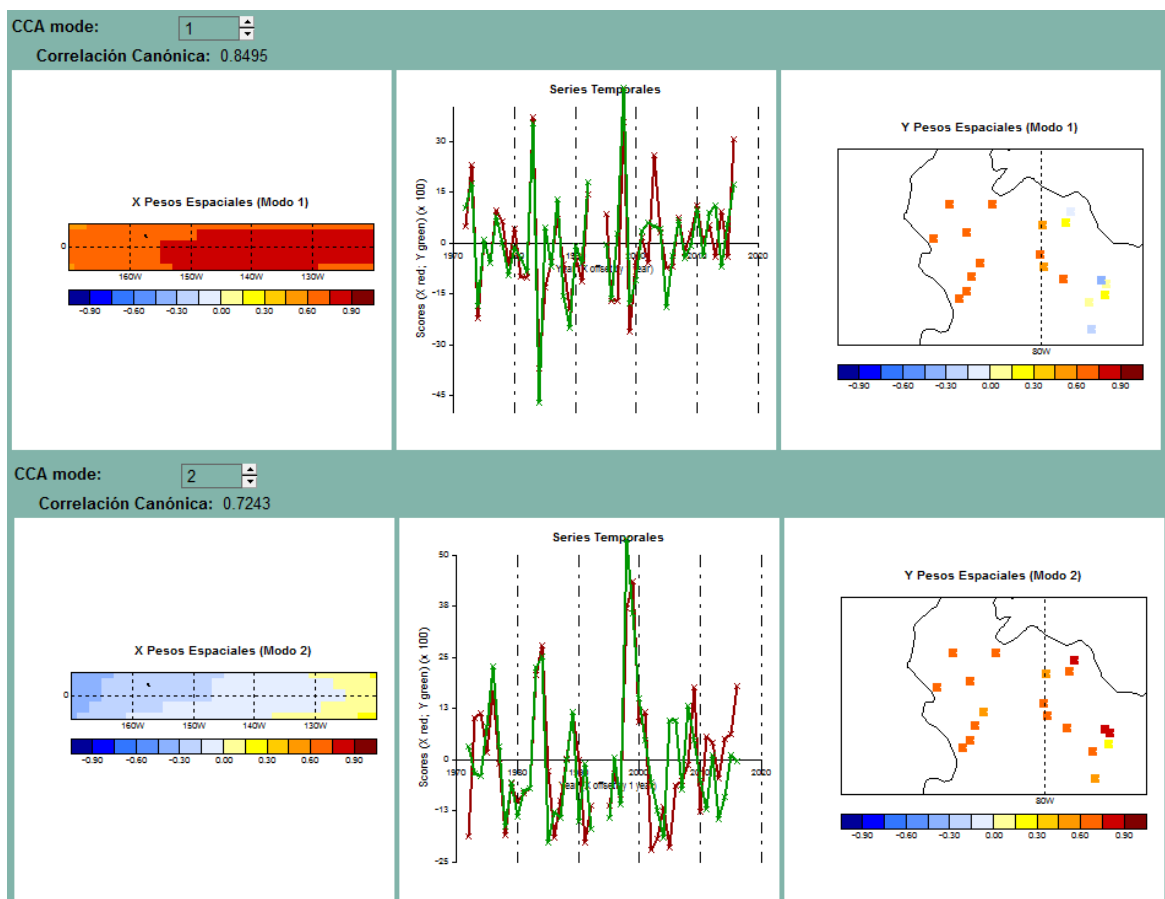 CCA mode: 1
Correlación Canónica: 0.8495
X Pesos Espaciales (Modo 1)
0
160W 150W 140W 130W
-0.90 -0.60 -0.30 0.00 0.30 0.60 0.90
Series Temporales
Scores (X red; Y green) (x 100)
30
15
0
-15
-30
-45
1970 1980 2000 2010 2020
Y Pesos Espaciales (Modo 1)
80W
-0.90 -0.60 -0.30 0.00 0.30 0.60 0.90
CCA mode: 2
Correlación Canónica: 0.7243
X Pesos Espaciales (Modo 2)
0
160W 150W 140W 130W
-0.90 -0.60 -0.30 0.00 0.30 0.60 0.90
Series Temporales
Scores (X red; Y green) (x 100)
50
38
25
13
0
-13
-25
1970 1980 2000 2010 2020
Y Pesos Espaciales (Modo 2)
80W
-0.90 -0.60 -0.30 0.00 0.30 0.60 0.90